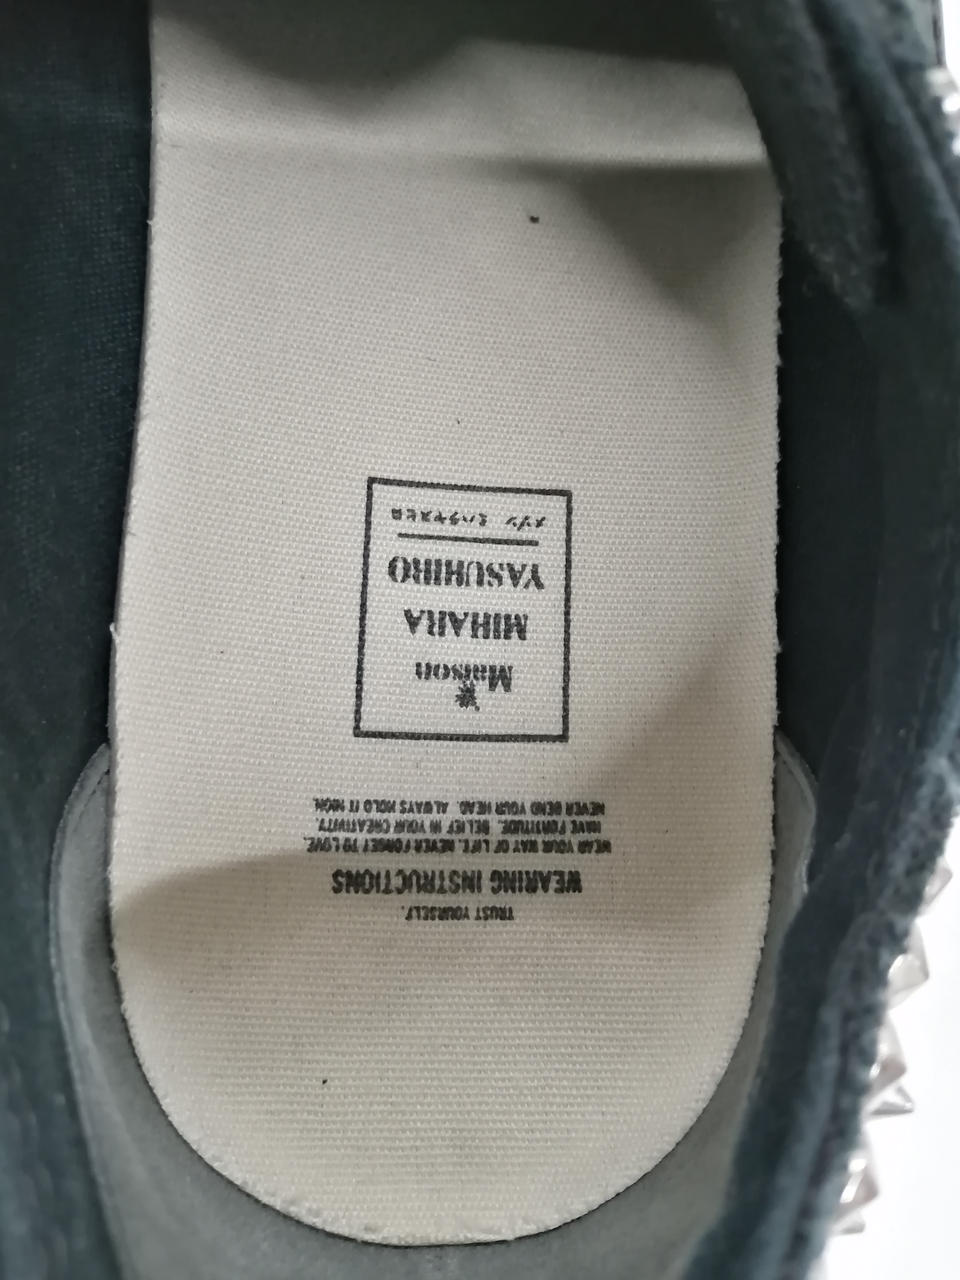 TRUST YOURSELF.
WEARING INSTRUCTIONS
WEAR YOUR WAY OF LIFE. NEVER FORGET TO LOVE.
HAVE FORTITUDE. BELIEF IN YOUR CREATIVITY.
NEVER BEND YOUR HEAD. ALWAYS HOLD IT HIGH.
Maison
MIHARA
YASUHIRO
メゾン ミハラヤスヒロ